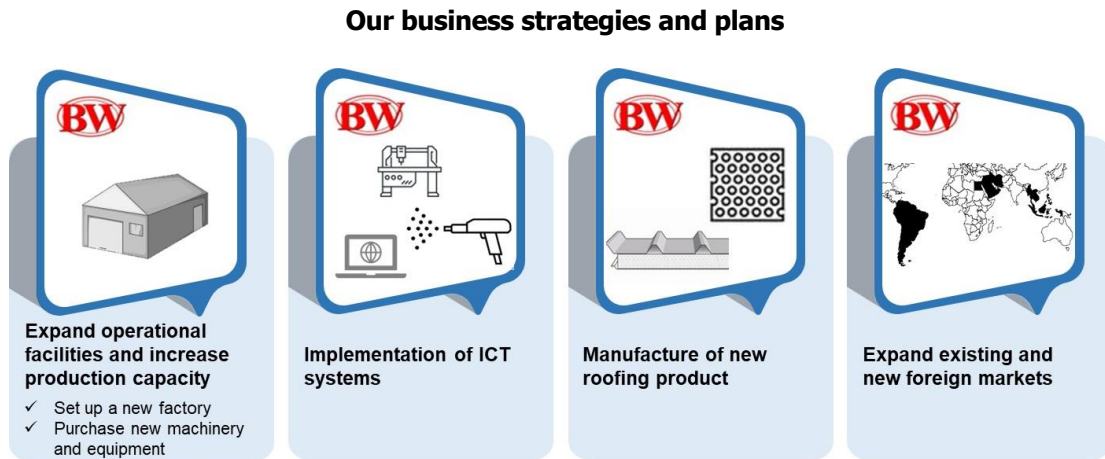 Our business strategies and plans
BW
BW
BW
BW
Expand operational
facilities and increase
production capacity
✓ Set up a new factory
✓ Purchase new machinery
and equipment
Implementation of ICT
systems
Manufacture of new
roofing product
Expand existing and
new foreign markets